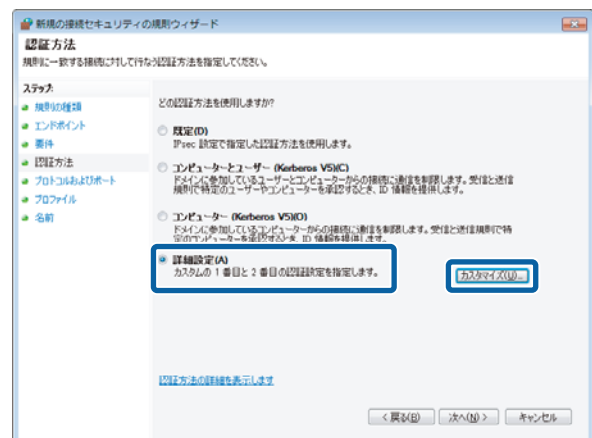 新規の接続セキュリティの規則ウィザード
認証方法
規則に一致する接続に対して行なう認証方法を指定してください。
ステップ:
規則の種類
エンドポイント
要件
認証方法
プロトコルおよびポート
プロファイル
名前
どの認証方法を使用しますか?
既定(D)
IPsec 設定で指定した認証方法を使用します。
コンピューターとユーザー (Kerberos V5)(C)
ドメインに参加しているユーザーとコンピューターからの接続に通信を制限します。受信と送信
規則で特定のユーザーやコンピューターを承認するとき、ID 情報を提供します。
コンピューター (Kerberos V5)(O)
ドメインに参加しているコンピューターからの接続に通信を制限します。受信と送信規則で特
定のコンピューターを承認するとき、ID 情報を提供します。
詳細設定(A)
カスタムの 1 番目と 2 番目の認証設定を指定します。
カスタマイズ(U)...
認証方法の詳細を表示します
< 戻る(B)
次へ(N) >
キャンセル